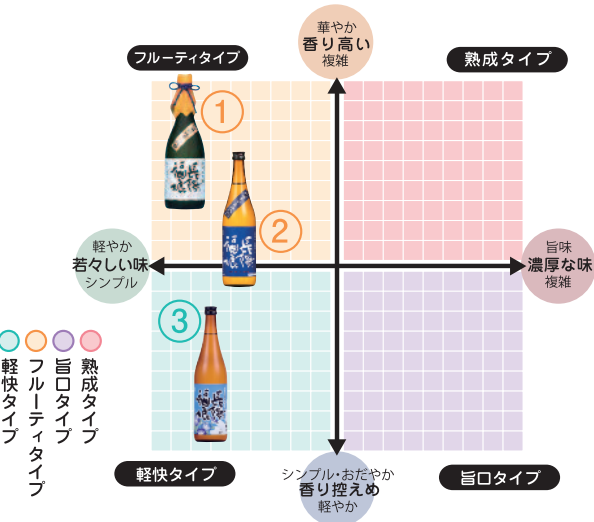 華やか
香り高い
複雑
フルーティタイプ
熟成タイプ
①
②
軽やか
若々しい味
シンプル
旨味
濃厚な味
複雑
③
熟成タイプ
旨口タイプ
フルーティタイプ
軽快タイプ
軽快タイプ
シンプル・おだやか
香り控えめ
軽やか
旨口タイプ